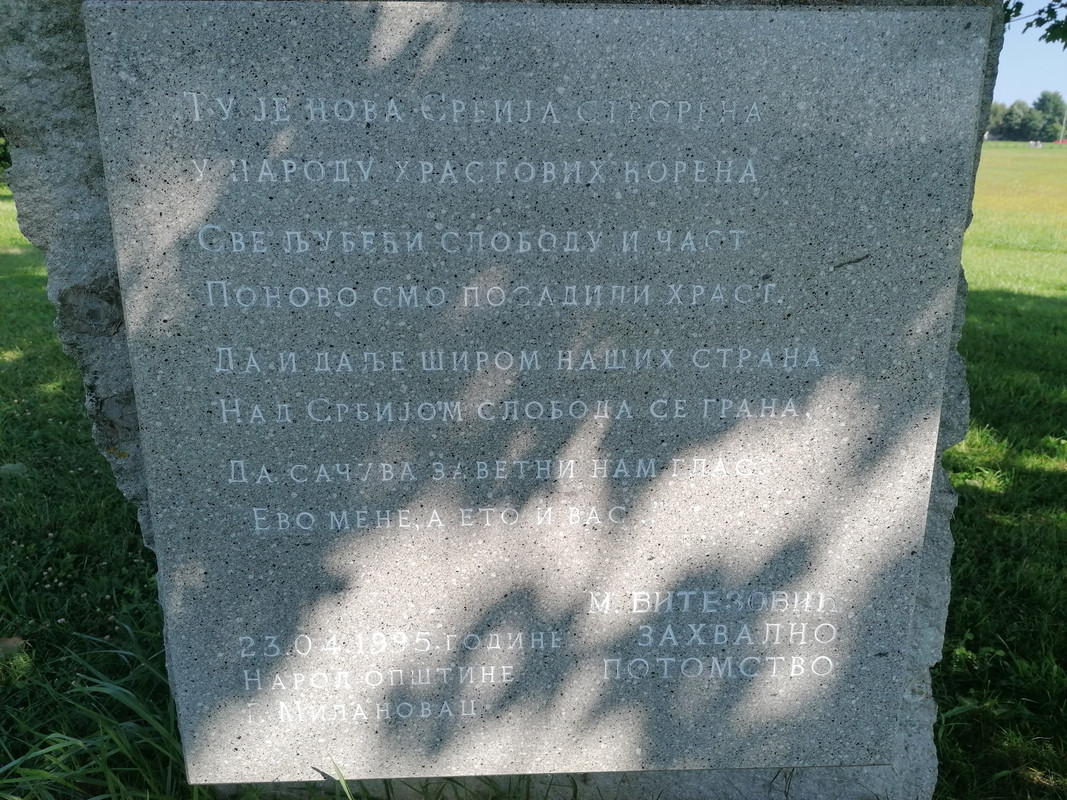 Ту је нова Србија створена
у народу храстових корена
Све љубећи слободу и част
Поново смо посадили храст.
Да и даље широм наших страна
Над Србијом слобода се грана,
Да сачува заветни нам глас:
Ево мене, а ето и вас...
М. Витезовић
23.04.1995. године
захвално
Народ општине
потомство
Г. Милановац